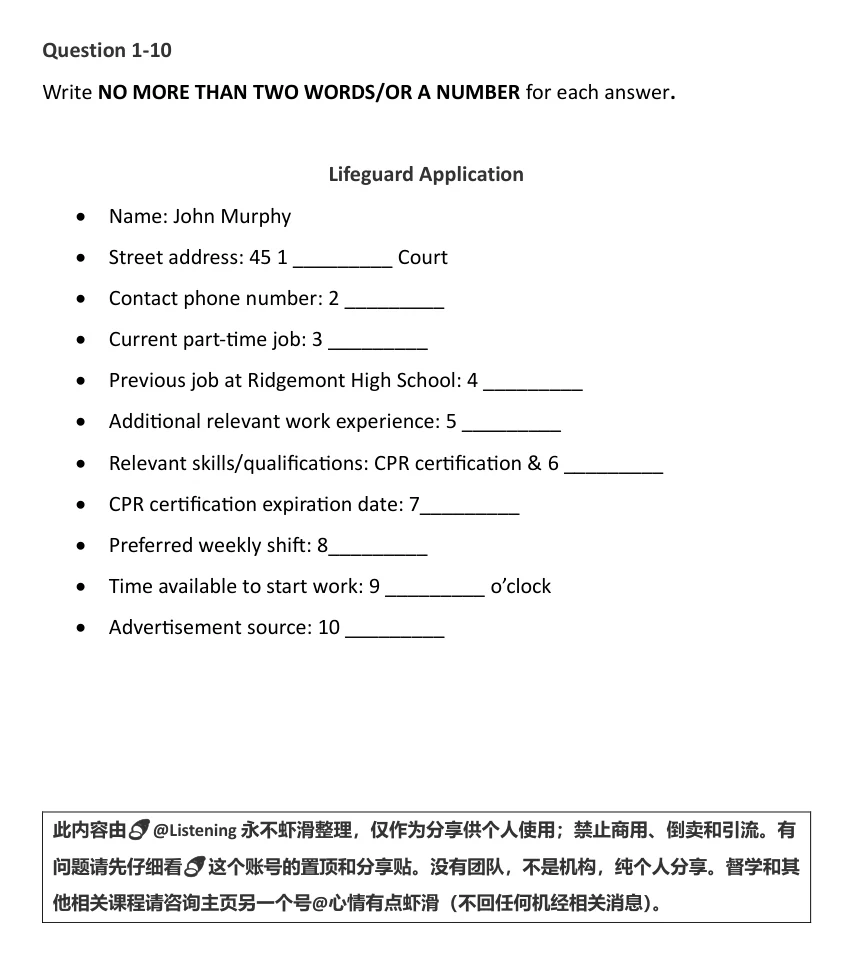 Question 1-10
Write NO MORE THAN TWO WORDS/OR A NUMBER for each answer.
Lifeguard Application
• Name: John Murphy
• Street address: 45 1 _________ Court
• Contact phone number: 2 _________
• Current part-time job: 3 _________
• Previous job at Ridgemont High School: 4 _________
• Additional relevant work experience: 5 _________
• Relevant skills/qualifications: CPR certification & 6 _________
• CPR certification expiration date: 7_________
• Preferred weekly shift: 8_________
• Time available to start work: 9 _________ o’clock
• Advertisement source: 10 _________
此内容由🍠@Listening 永不虾滑整理，仅作为分享供个人使用；禁止商用、倒卖和引流。有
问题请先仔细看🍠这个账号的置顶和分享贴。没有团队，不是机构，纯个人分享。督学和其
他相关课程请咨询主页另一个号@心情有点虾滑（不回任何机经相关消息）。